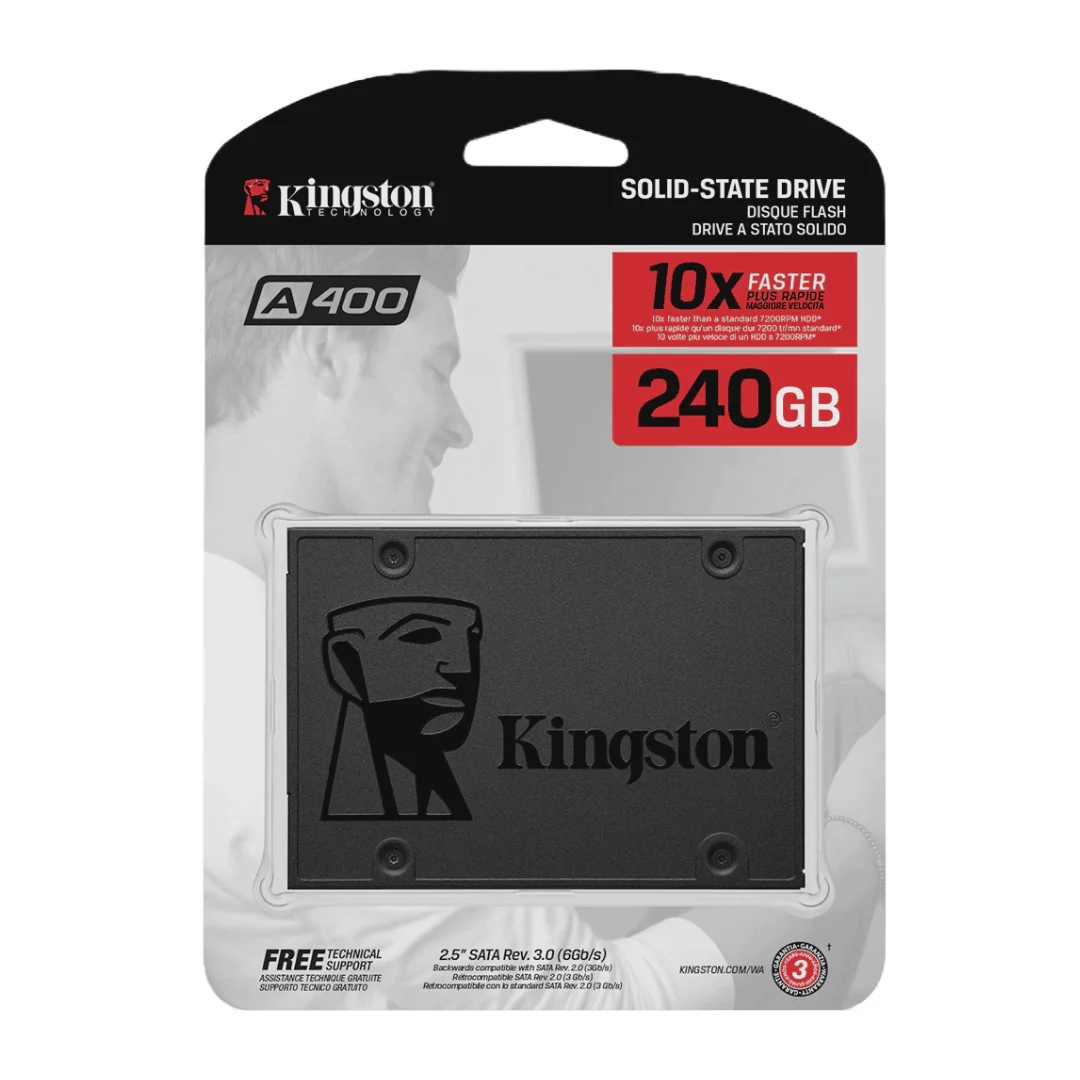 Kingston
TECHNOLOGY
SOLID-STATE DRIVE
DISQUE FLASH
DRIVE A STATO SOLIDO
A400
10x FASTER
PLUS RAPIDE
MAGGIORE VELOCITÀ
10x faster than a standard 7200RPM HDD*
10x plus rapide qu'un disque dur 7200 tr/mn standard*
10 volte più veloce di un HDD a 7200RPM*
240GB
Kingston®
FREE TECHNICAL
SUPPORT
ASSISTANCE TECHNIQUE GRATUITE
SUPPORTO TECNICO GRATUITO
2.5” SATA Rev. 3.0 (6Gb/s)
Backwards compatible with SATA Rev. 2.0 (3Gb/s)
Retrocompatible SATA Rev. 2.0 (3 Gb/s)
Retrocompatibile con lo standard SATA Rev. 2.0 (3 Gb/s)
KINGSTON.COM/WA
3
†